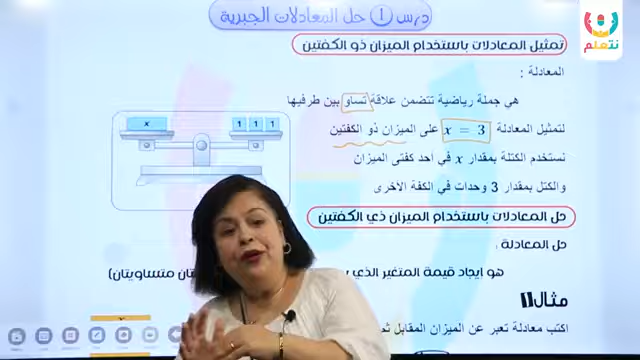 درس 1 حل المعادلات الجبرية
نتعلم
تمثيل المعادلات باستخدام الميزان ذو الكفتين
المعادلة :
هي جملة رياضية تتضمن علاقة تساو بين طرفيها
لتمثيل المعادلة x = 3 على الميزان ذو الكفتين
نستخدم الكتلة بمقدار x في احد كفتى الميزان
والكتل بمقدار 3 وحدات في الكفة الأخرى
x 1 1 1
حل المعادلات باستخدام الميزان ذي الكفتين
حل المعادلة :
هو إيجاد قيمة المتغير الذي متساويتان)
مثال 1
اكتب معادلة تعبر عن الميزان المقابل